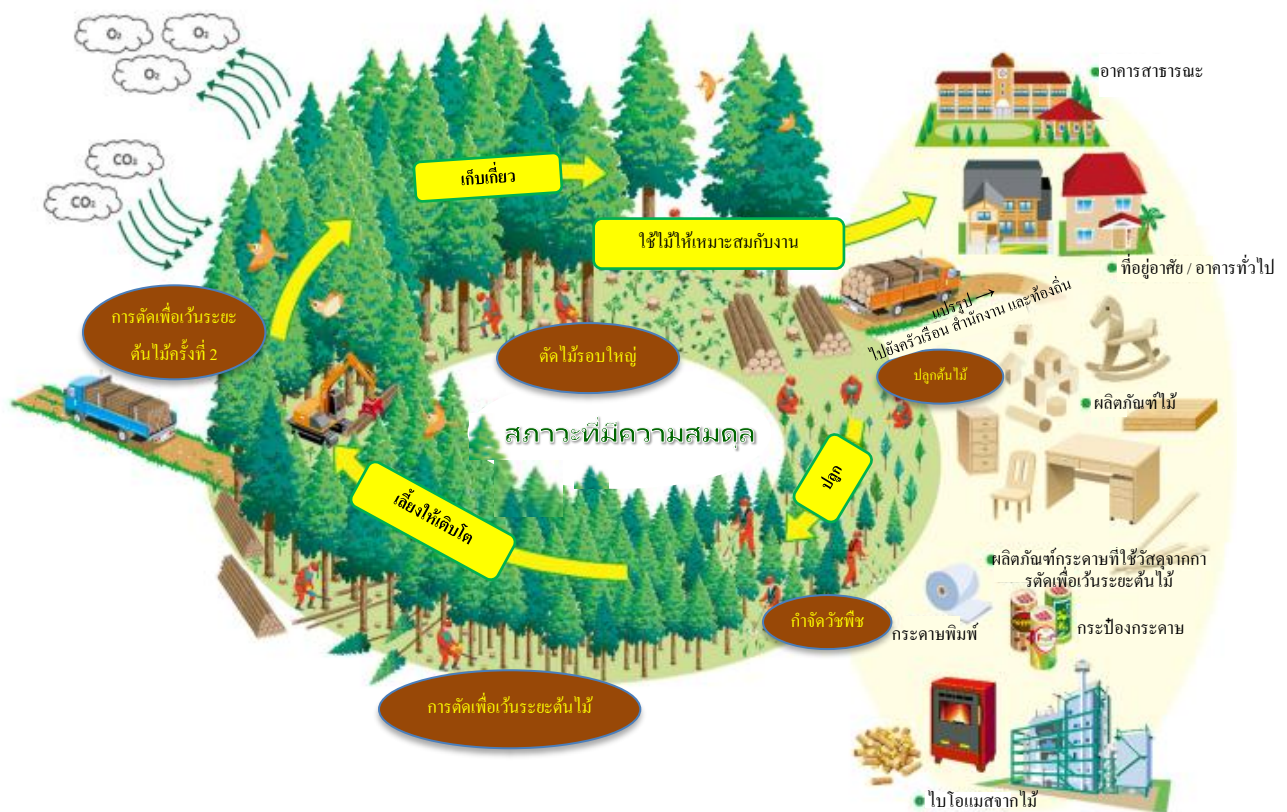 O₂
O₂
O₂
CO₂
CO₂
อาคารสาธารณะ
เก็บเกี่ยว
ใช้ไม้ให้เหมาะสมกับงาน
ที่อยู่อาศัย / อาคารทั่วไป
แปรรูป →
ไปยังครัวเรือน สำนักงาน และท้องถิ่น
การตัดเพื่อเว้นระยะ
ต้นไม้ครั้งที่ 2
ตัดไม้รอบใหญ่
ปลูกต้นไม้
ผลิตภัณฑ์ไม้
สภาวะที่มีความสมดุล
ปลูก
เลี้ยงให้เติบโต
ผลิตภัณฑ์กระดาษที่ใช้วัสดุจากกา
รตัดเพื่อเว้นระยะต้นไม้
กำจัดวัชพืช
กระดาษพิมพ์
กระป๋องกระดาษ
การตัดเพื่อเว้นระยะต้นไม้
ไบโอแมสจากไม้